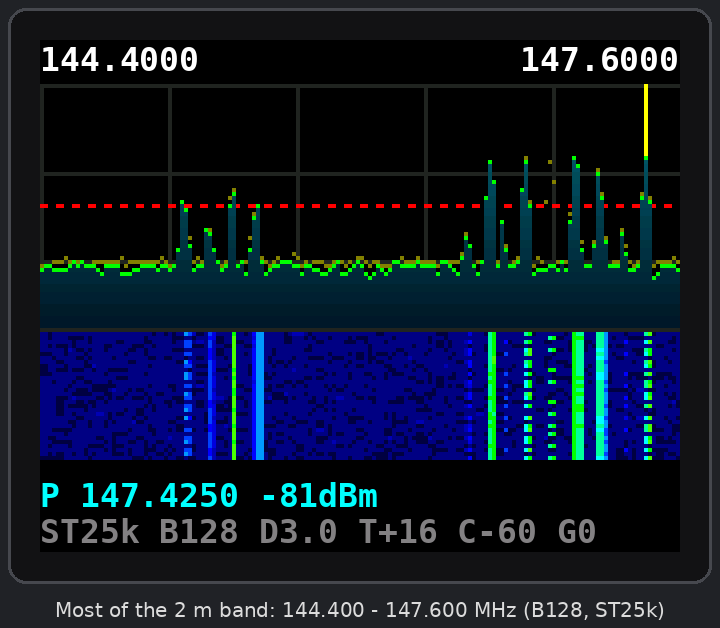 144.4000 147.6000
P 147.4250 -81dBm
ST25k B128 D3.0 T+16 C-60 G0
Most of the 2 m band: 144.400 - 147.600 MHz (B128, ST25k)